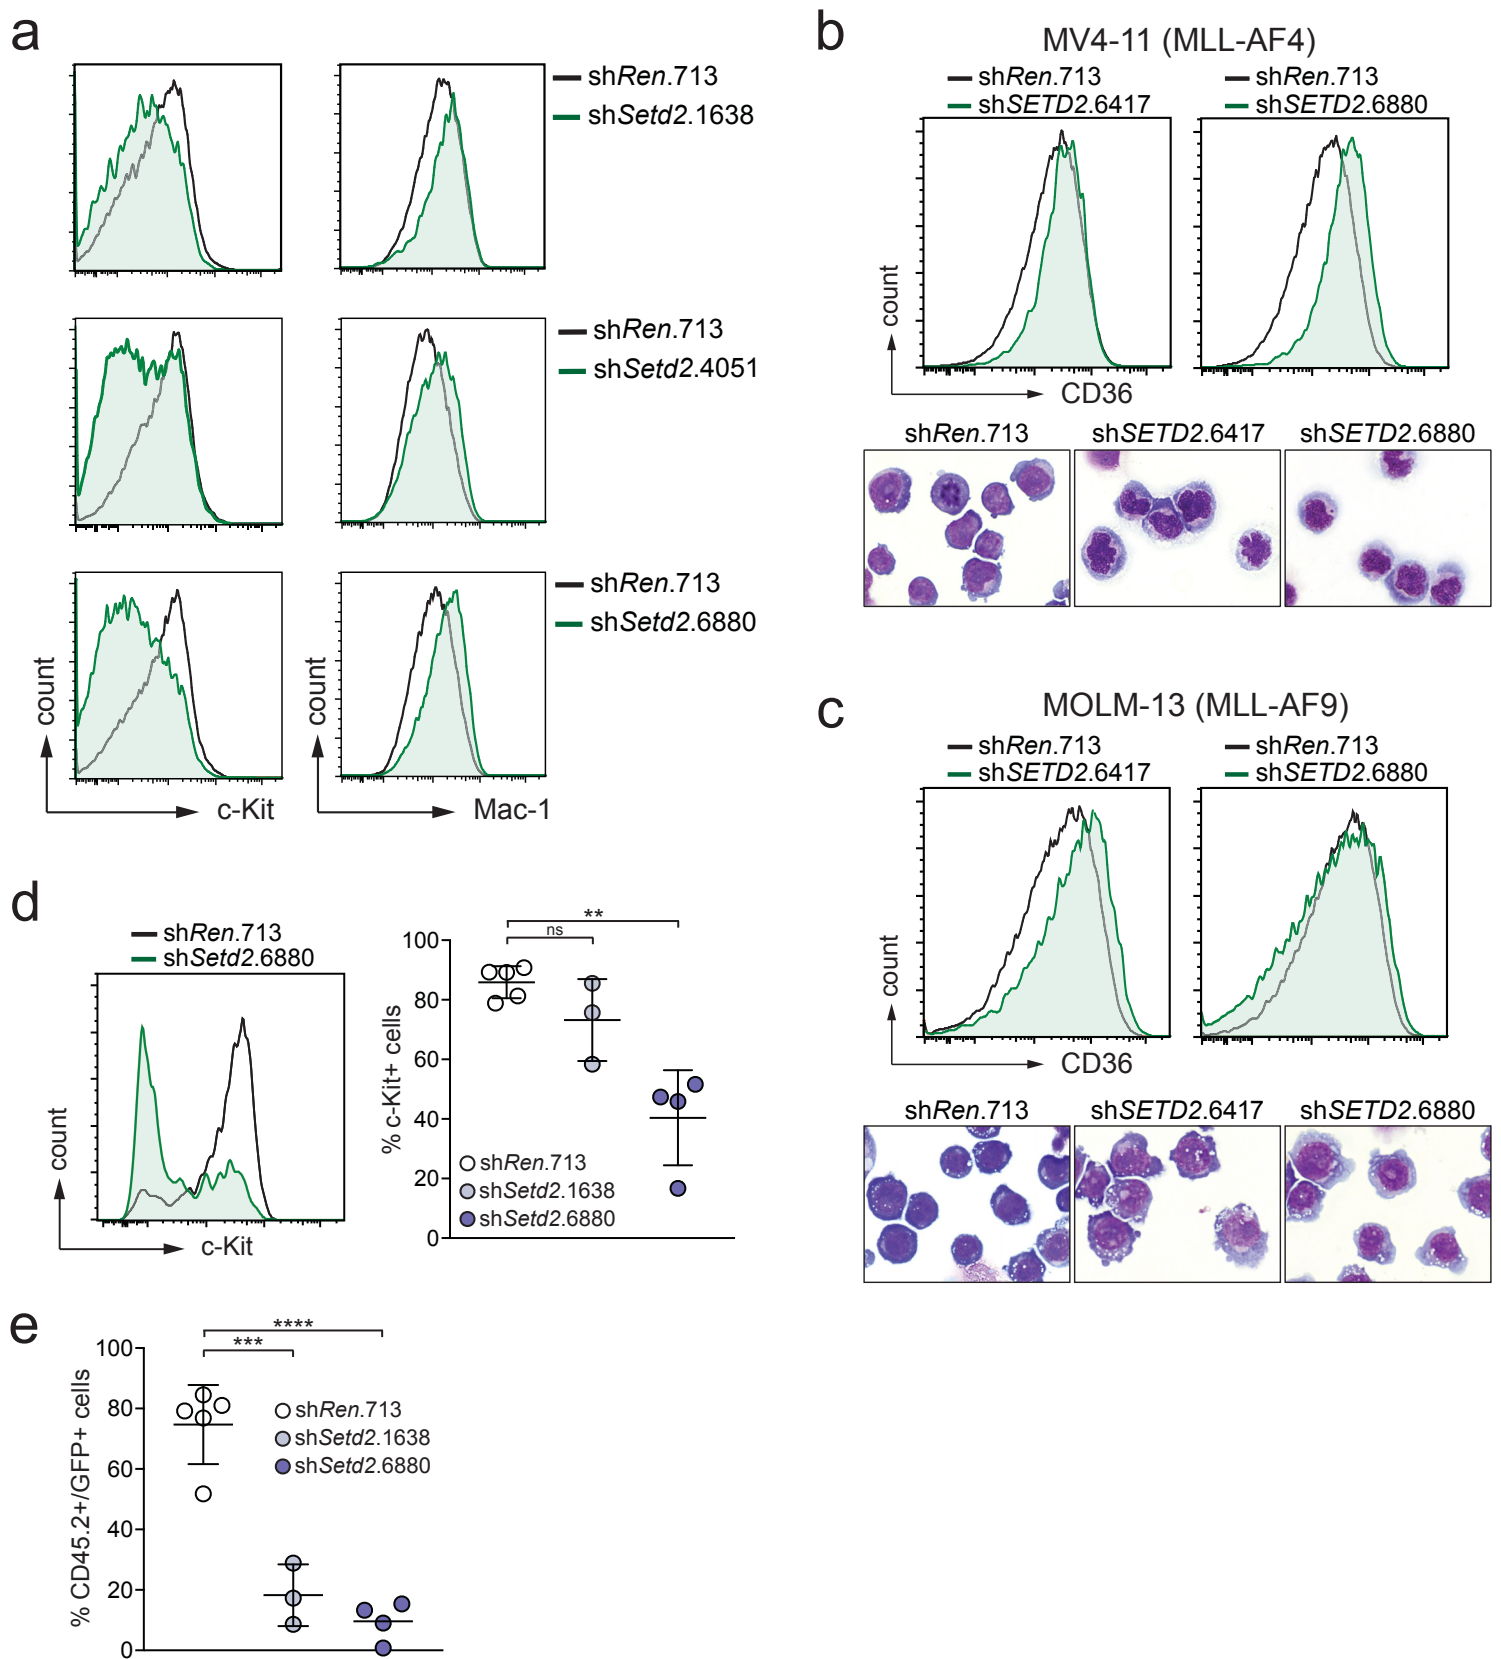 a
shRen.713
shSetd2.1638
shRen.713
shSetd2.4051
shRen.713
shSetd2.6880
count
count
c-Kit
Mac-1
b
MV4-11 (MLL-AF4)
shRen.713
shSETD2.6417
shRen.713
shSETD2.6880
count
CD36
shRen.713
shSETD2.6417
shSETD2.6880
c
MOLM-13 (MLL-AF9)
shRen.713
shSETD2.6417
shRen.713
shSETD2.6880
count
CD36
shRen.713
shSETD2.6417
shSETD2.6880
d
shRen.713
shSetd2.6880
count
c-Kit
**
ns
100
80
60
40
20
0
% c-Kit+ cells
shRen.713
shSetd2.1638
shSetd2.6880
e
****
***
100
80
60
40
20
0
% CD45.2+/GFP+ cells
shRen.713
shSetd2.1638
shSetd2.6880